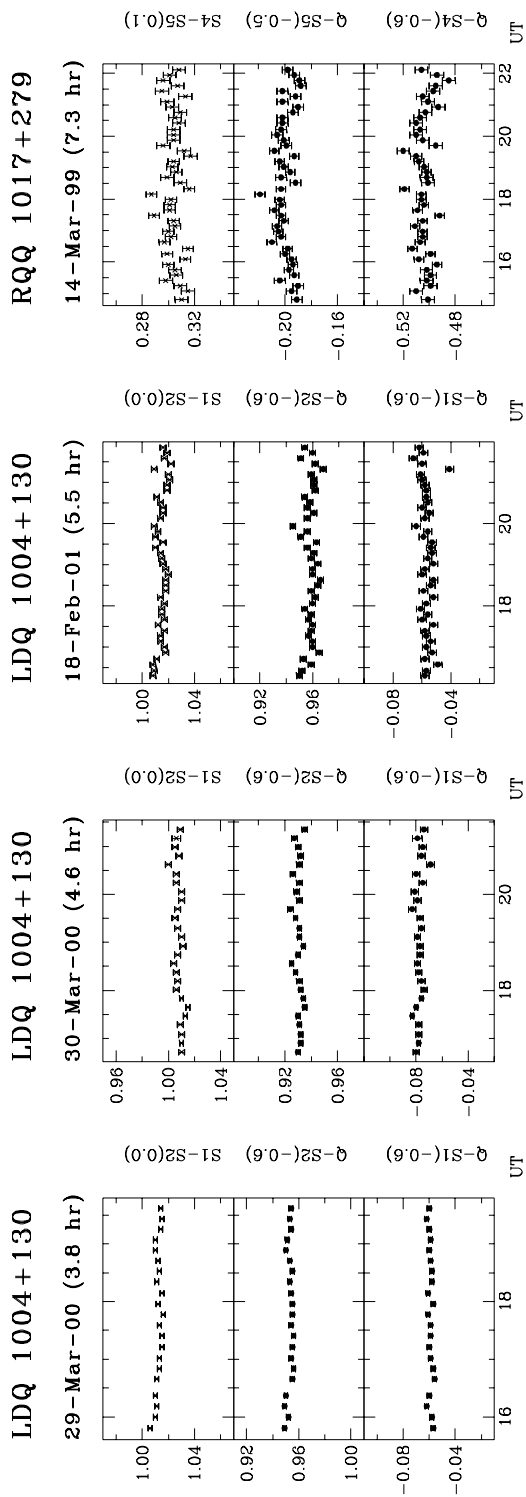 LDQ 1004+130
29-Mar-00 (3.8 hr)
1.00
1.04
S1-S2(0.0)
0.92
0.96
1.00
Q-S2(-0.6)
-0.08
-0.04
Q-S1(-0.6)
16 18
UT
LDQ 1004+130
30-Mar-00 (4.6 hr)
0.96
1.00
1.04
S1-S2(0.0)
0.92
0.96
Q-S2(-0.6)
-0.08
-0.04
Q-S1(-0.6)
18 20
UT
LDQ 1004+130
18-Feb-01 (5.5 hr)
1.00
1.04
S1-S2(0.0)
0.92
0.96
Q-S2(-0.6)
-0.08
-0.04
Q-S1(-0.6)
18 20
UT
RQQ 1017+279
14-Mar-99 (7.3 hr)
0.28
0.32
S4-S5(0.1)
-0.20
-0.16
Q-S5(-0.5)
-0.52
-0.48
Q-S4(-0.6)
16 18 20 22
UT